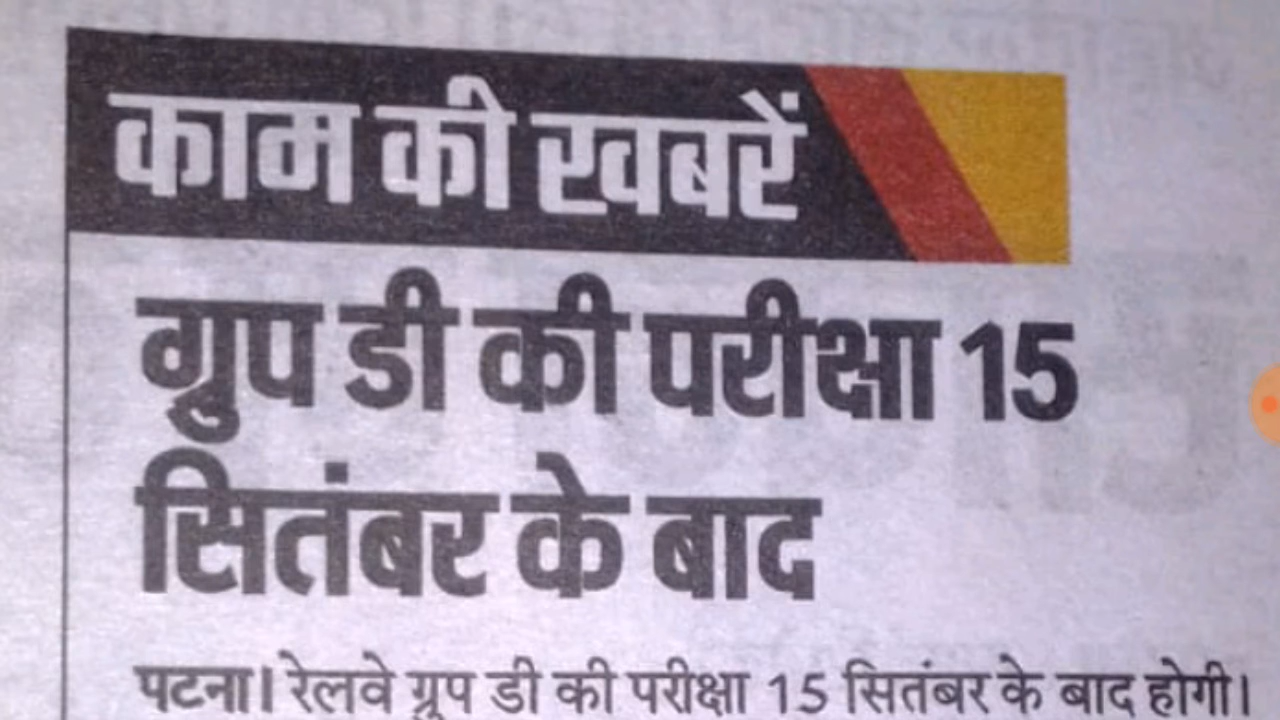 काम की खबरें
ग्रुप डी की परीक्षा 15
सितंबर के बाद
पटना। रेलवे ग्रुप डी की परीक्षा 15 सितंबर के बाद होगी।